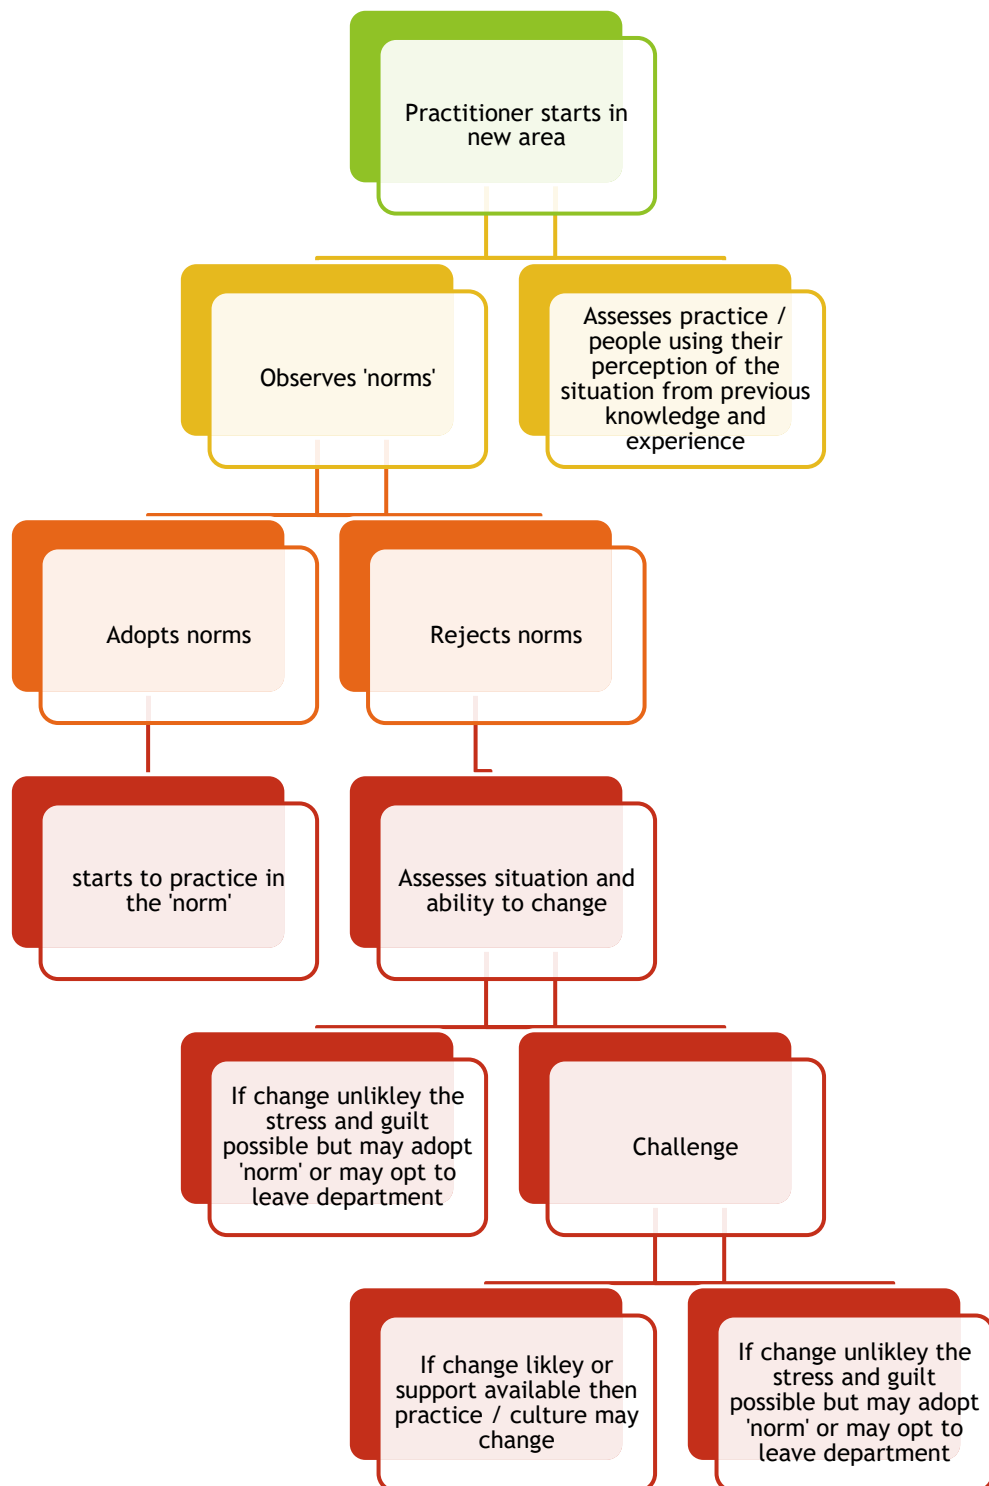 Practitioner starts in
new area
Observes 'norms'
Assesses practice /
people using their
perception of the
situation from previous
knowledge and
experience
Adopts norms
Rejects norms
starts to practice in
the 'norm'
Assesses situation and
ability to change
If change unlikley the
stress and guilt
possible but may adopt
'norm' or may opt to
leave department
Challenge
If change likley or
support available then
practice / culture may
change
If change unlikley the
stress and guilt
possible but may adopt
'norm' or may opt to
leave department